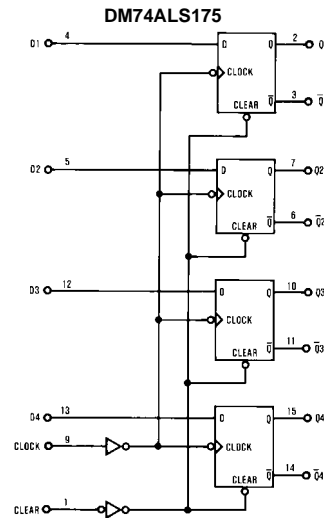 DM74ALS175
D1 4 D Q 2 Q
CLOCK
Q̅ 3 Q̅
CLEAR
D2 5 D Q 7 Q2
CLOCK
Q̅ 6 Q̅2
CLEAR
D3 12 D Q 10 Q3
CLOCK
Q̅ 11 Q̅3
CLEAR
D4 13 D Q 15 Q4
CLOCK 9 CLOCK
Q̅ 14 Q̅4
CLEAR
CLEAR 1